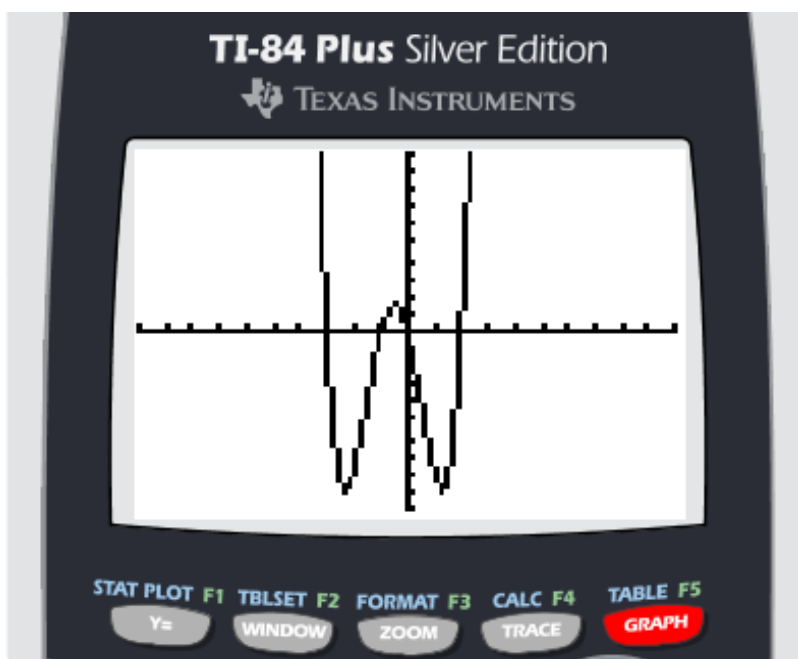 TI-84 Plus Silver Edition
TEXAS INSTRUMENTS
STAT PLOT F1 TBLSET F2 FORMAT F3 CALC F4 TABLE F5
Y= WINDOW ZOOM TRACE GRAPH